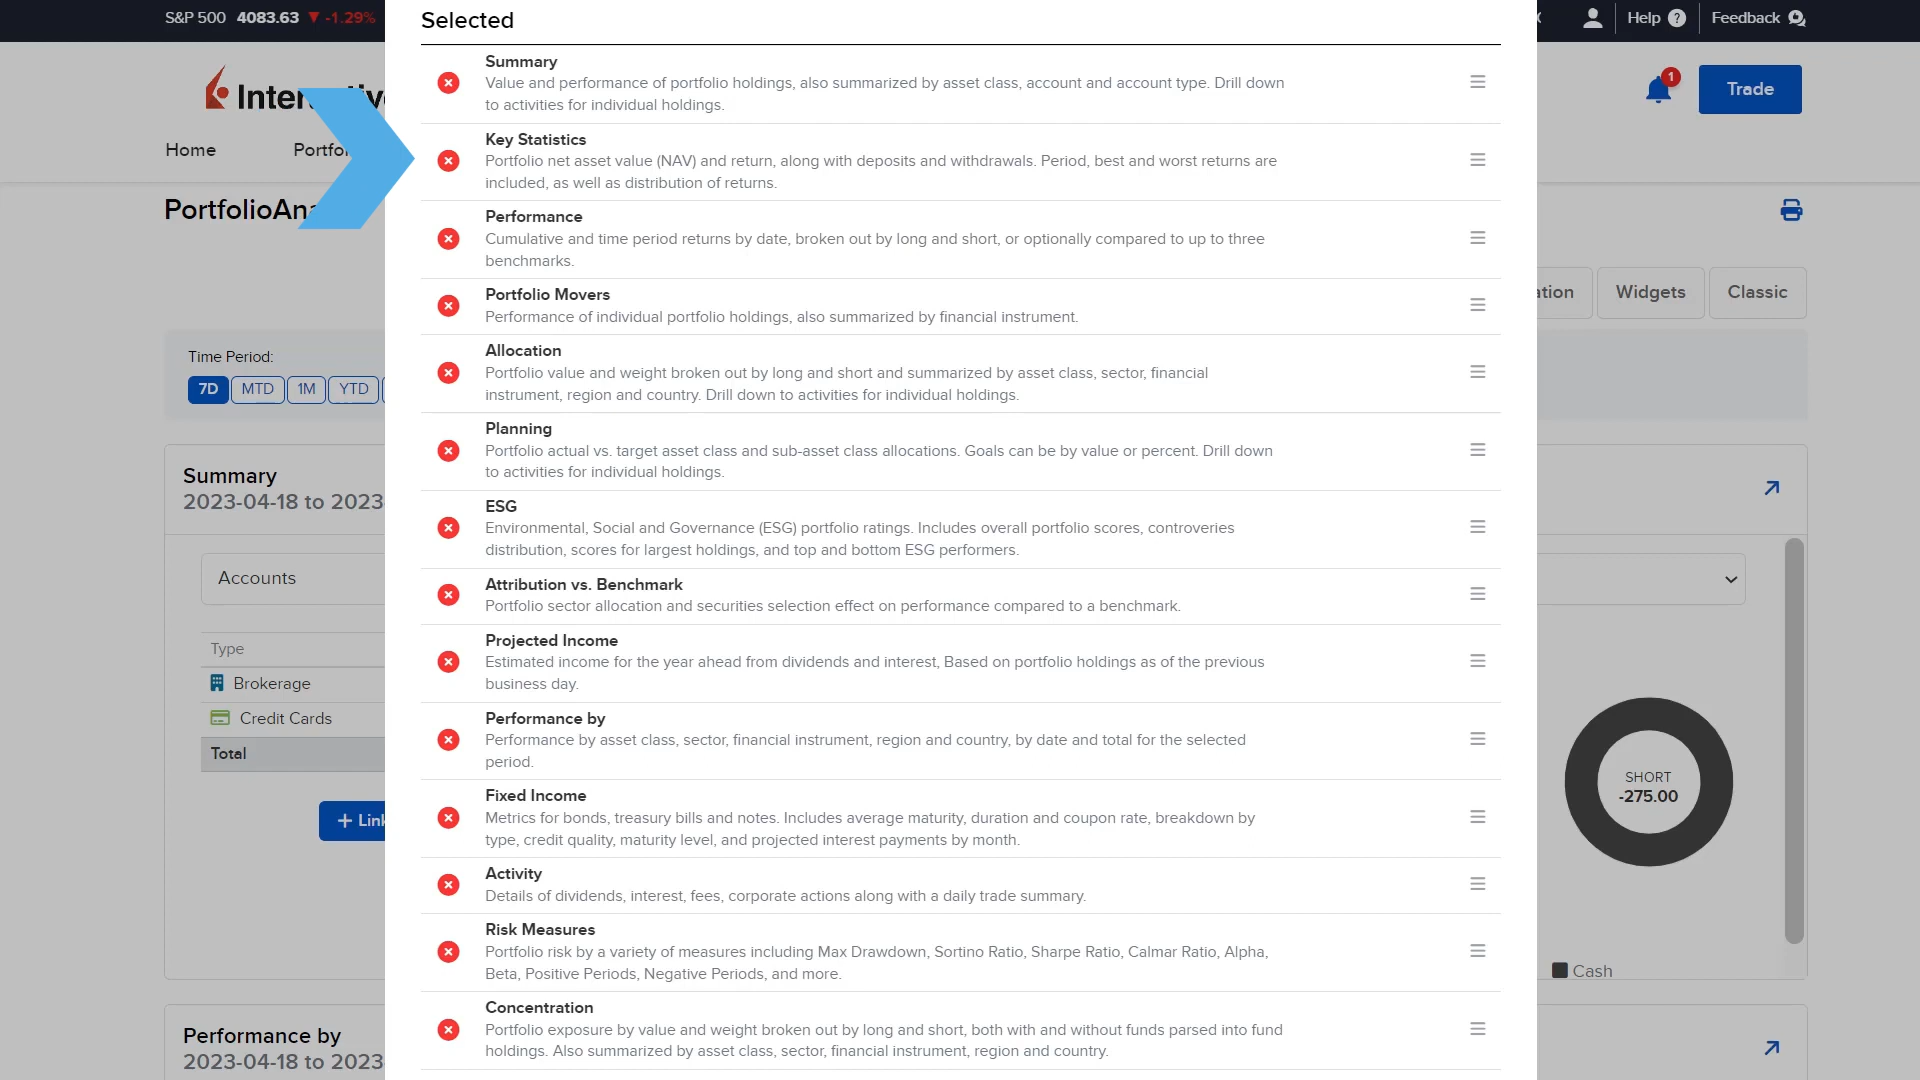 S&P 500 4083.63 ▼ -1.29%
Help ?
Feedback
1
Trade
Home
PortfolioAna
Widgets
Classic
Time Period:
7D
MTD
1M
YTD
Summary
2023-04-18 to 2023-
Accounts
Type
Brokerage
Credit Cards
Total
+ Link
Performance by
2023-04-18 to 2023-
Selected
Summary
Value and performance of portfolio holdings, also summarized by asset class, account and account type. Drill down
to activities for individual holdings.
Key Statistics
Portfolio net asset value (NAV) and return, along with deposits and withdrawals. Period, best and worst returns are
included, as well as distribution of returns.
Performance
Cumulative and time period returns by date, broken out by long and short, or optionally compared to up to three
benchmarks.
Portfolio Movers
Performance of individual portfolio holdings, also summarized by financial instrument.
Allocation
Portfolio value and weight broken out by long and short and summarized by asset class, sector, financial
instrument, region and country. Drill down to activities for individual holdings.
Planning
Portfolio actual vs. target asset class and sub-asset class allocations. Goals can be by value or percent. Drill down
to activities for individual holdings.
ESG
Environmental, Social and Governance (ESG) portfolio ratings. Includes overall portfolio scores, controveries
distribution, scores for largest holdings, and top and bottom ESG performers.
Attribution vs. Benchmark
Portfolio sector allocation and securities selection effect on performance compared to a benchmark.
Projected Income
Estimated income for the year ahead from dividends and interest, Based on portfolio holdings as of the previous
business day.
Performance by
Performance by asset class, sector, financial instrument, region and country, by date and total for the selected
period.
Fixed Income
Metrics for bonds, treasury bills and notes. Includes average maturity, duration and coupon rate, breakdown by
type, credit quality, maturity level, and projected interest payments by month.
Activity
Details of dividends, interest, fees, corporate actions along with a daily trade summary.
Risk Measures
Portfolio risk by a variety of measures including Max Drawdown, Sortino Ratio, Sharpe Ratio, Calmar Ratio, Alpha,
Beta, Positive Periods, Negative Periods, and more.
Concentration
Portfolio exposure by value and weight broken out by long and short, both with and without funds parsed into fund
holdings. Also summarized by asset class, sector, financial instrument, region and country.
SHORT
-275.00
Cash